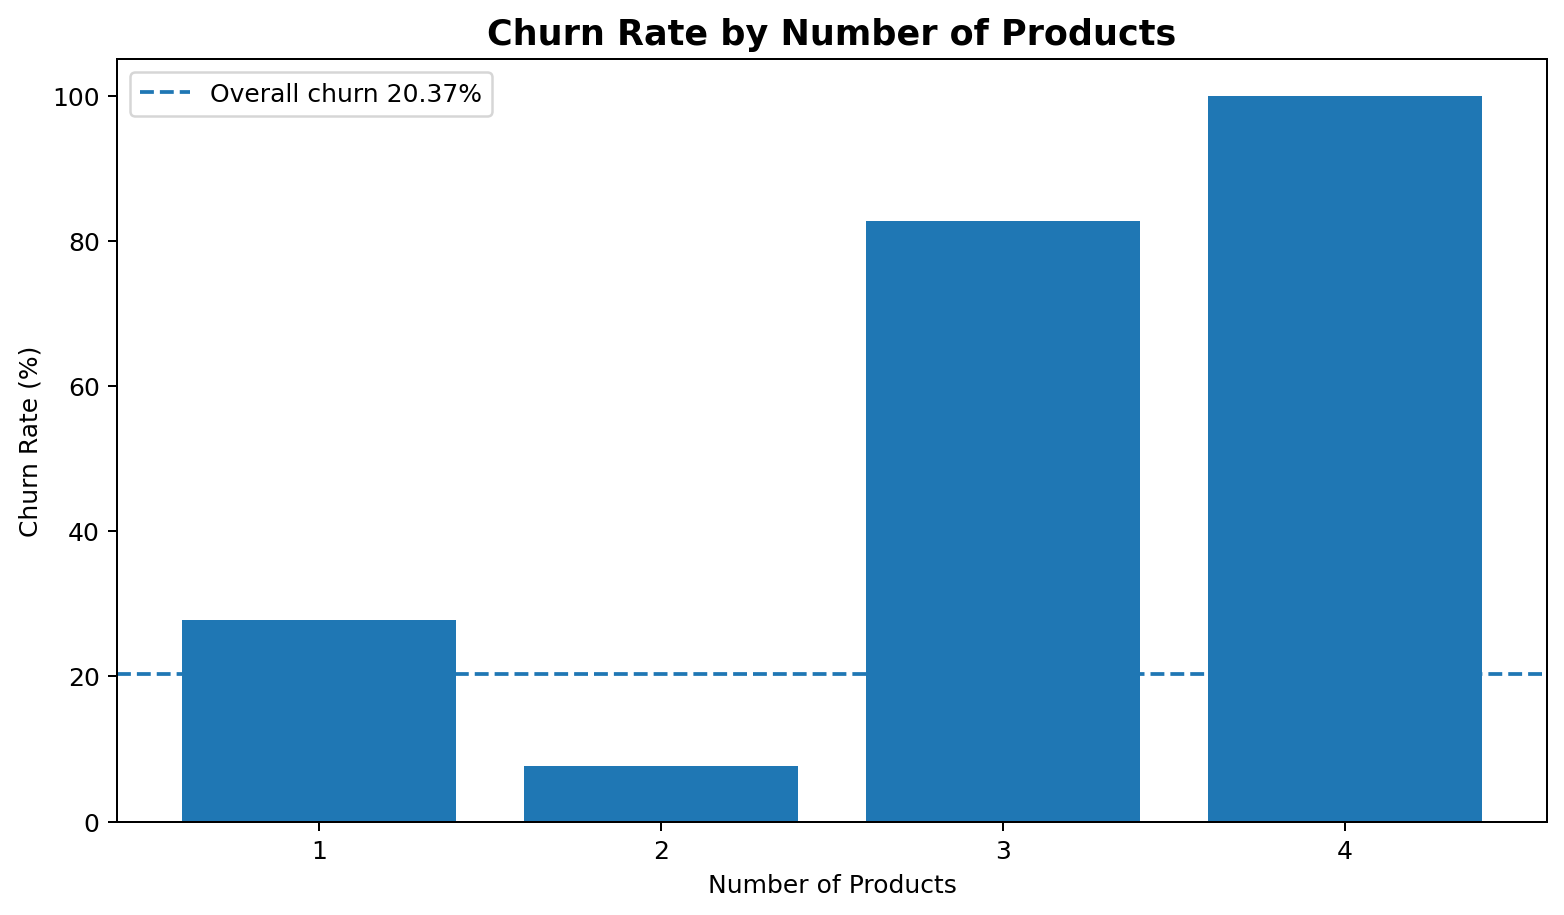 Churn Rate by Number of Products
Overall churn 20.37%
Churn Rate (%)
100
80
60
40
20
0
1 2 3 4
Number of Products